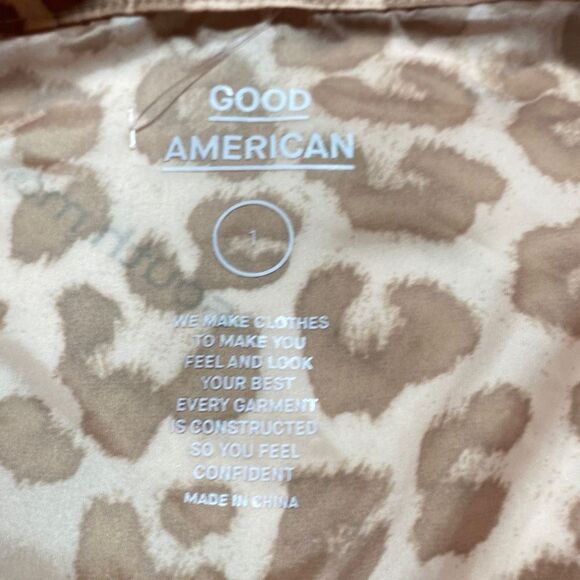 GOOD
AMERICAN
1
WE MAKE CLOTHES
TO MAKE YOU
FEEL AND LOOK
YOUR BEST
EVERY GARMENT
IS CONSTRUCTED
SO YOU FEEL
CONFIDENT
MADE IN CHINA